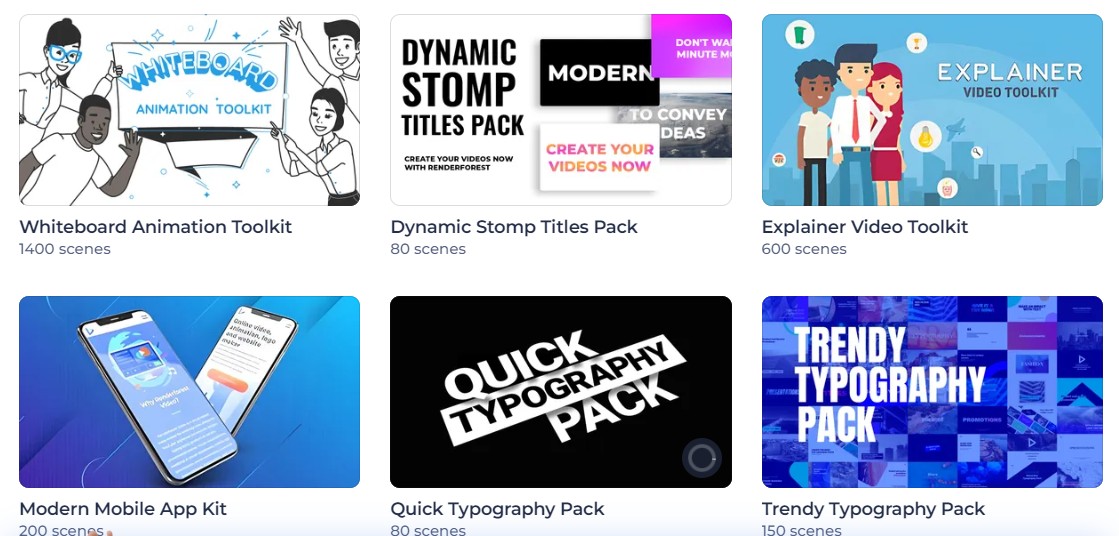 WHITEBOARD
ANIMATION TOOLKIT
Whiteboard Animation Toolkit
1400 scenes
DYNAMIC
STOMP
TITLES PACK
CREATE YOUR VIDEOS NOW
WITH RENDERFOREST
MODERN
DON'T WA
MINUTE M
TO CONVEY
DEAS
CREATE YOUR
VIDEOS NOW
Dynamic Stomp Titles Pack
80 scenes
EXPLAINER
VIDEO TOOLKIT
Explainer Video Toolkit
600 scenes
Why Renderforest
Video?
Online video,
animation, logo
and website
maker
Modern Mobile App Kit
200 scenes
QUICK
TYPOGRAPHY
PACK
Quick Typography Pack
80 scenes
TRENDY
TYPOGRAPHY
PACK
PROMOTIONS
Trendy Typography Pack
150 scenes